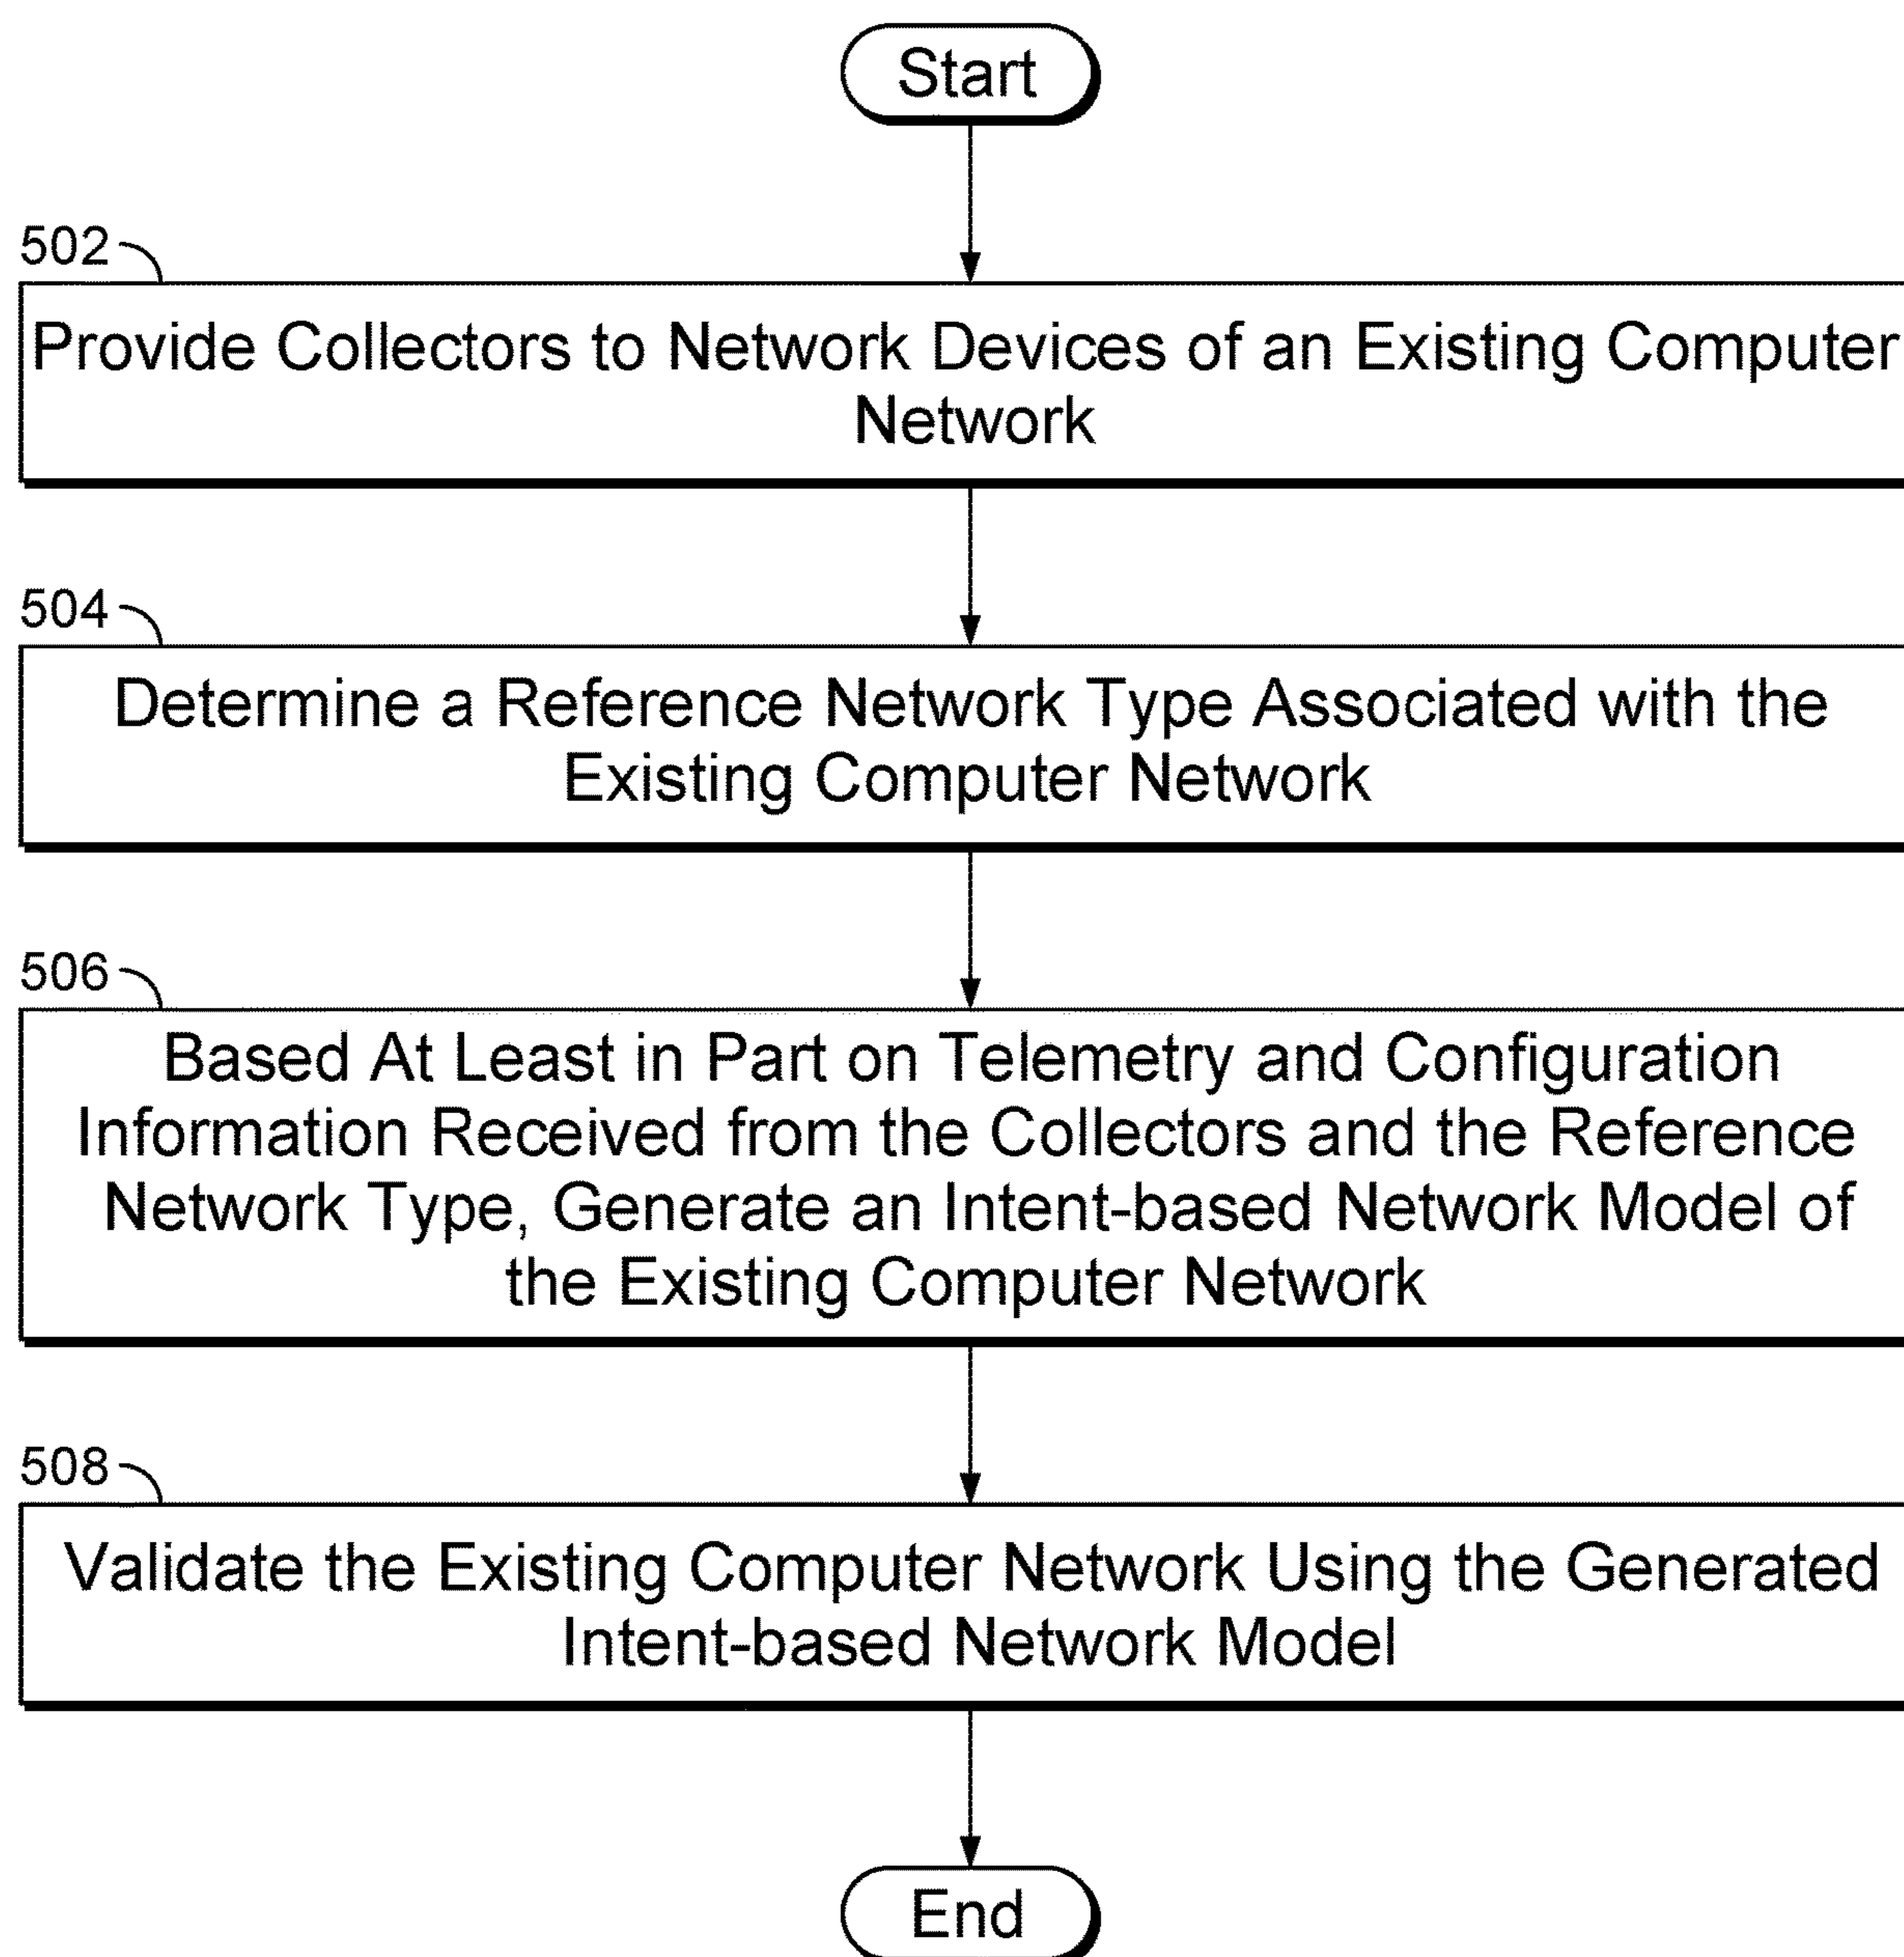 Start
502
Provide Collectors to Network Devices of an Existing Computer
Network
504
Determine a Reference Network Type Associated with the
Existing Computer Network
506
Based At Least in Part on Telemetry and Configuration
Information Received from the Collectors and the Reference
Network Type, Generate an Intent-based Network Model of
the Existing Computer Network
508
Validate the Existing Computer Network Using the Generated
Intent-based Network Model
End